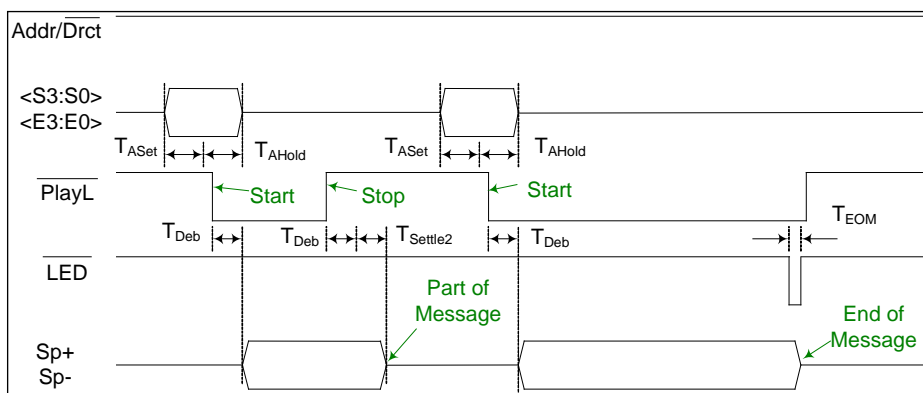 Addr/Drct
<S3:S0>
<E3:E0>
TASet TAHold TASet TAHold
PlayL Start Stop Start
TDeb TDeb TSettle2 TDeb TEOM
LED
Part of
Message
End of
Message
Sp+
Sp-